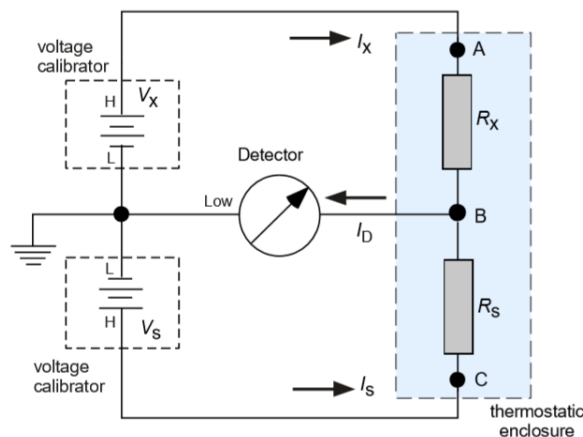 voltage
calibrator
H
Vx
L
Ix
A
Rx
Detector
Low
ID
B
L
H
Vs
voltage
calibrator
Rs
Is
C
thermostatic
enclosure